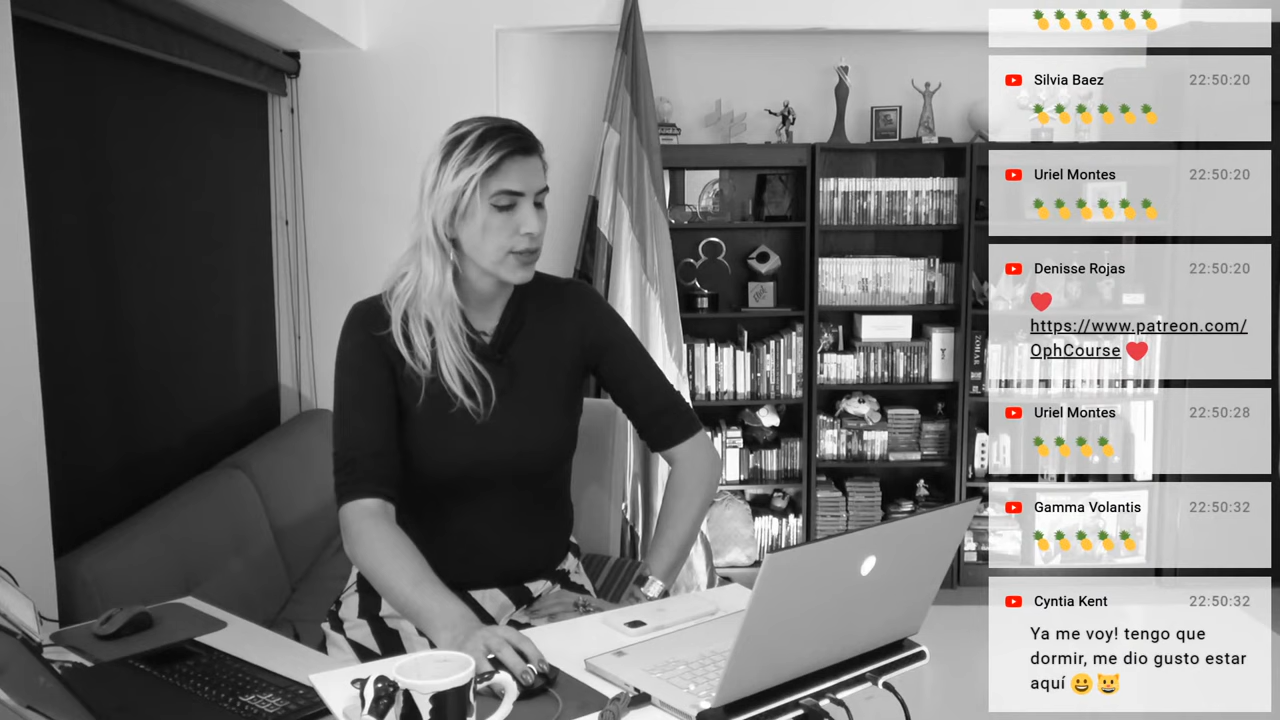 Silvia Baez 22:50:20
Uriel Montes 22:50:20
Denisse Rojas 22:50:20
https://www.patreon.com/
OphCourse
Uriel Montes 22:50:28
Gamma Volantis 22:50:32
Cyntia Kent 22:50:32
Ya me voy! tengo que
dormir, me dio gusto estar
aquí